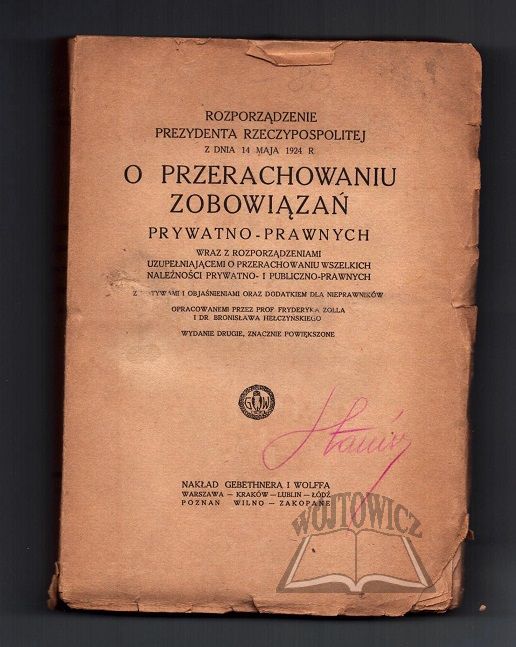 ROZPORZĄDZENIE
PREZYDENTA RZECZYPOSPOLITEJ
Z DNIA 14 MAJA 1924 R.
O PRZERACHOWANIU
ZOBOWIĄZAŃ
PRYWATNO-PRAWNYCH
WRAZ Z ROZPORZĄDZENIAMI
UZUPEŁNIAJĄCEMI O PRZERACHOWANIU WSZELKICH
NALEŻNOŚCI PRYWATNO- I PUBLICZNO-PRAWNYCH
Z MOTYWAMI I OBJAŚNIENIAMI ORAZ DODATKIEM DLA NIEPRAWNIKÓW
OPRACOWANEMI PRZEZ PROF FRYDERYKA ZOLLA
I DR. BRONISŁAWA HEŁCZYŃSKIEGO
WYDANIE DRUGIE, ZNACZNIE POWIĘKSZONE
G W
NAKŁAD GEBETHNERA I WOLFFA
WARSZAWA — KRAKÓW — LUBLIN — ŁÓDŹ
POZNAŃ WILNO — ZAKOPANE
WÓJTOWICZ